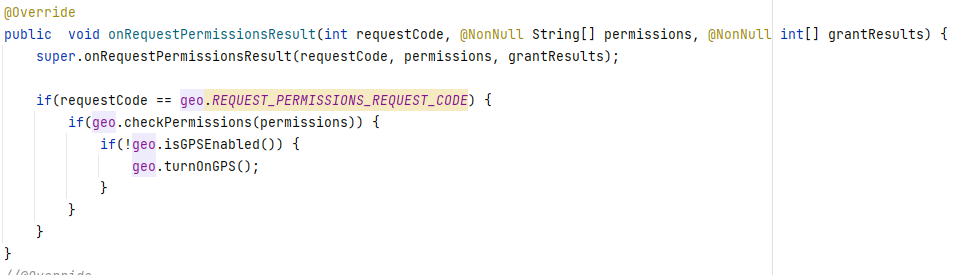 @Override
public  void onRequestPermissionsResult(int requestCode, @NonNull String[] permissions, @NonNull int[] grantResults) {
    super.onRequestPermissionsResult(requestCode, permissions, grantResults);

    if(requestCode == geo.REQUEST_PERMISSIONS_REQUEST_CODE) {
        if(geo.checkPermissions(permissions)) {
            if(!geo.isGPSEnabled()) {
                geo.turnOnGPS();
            }
        }
    }
}
//@Override